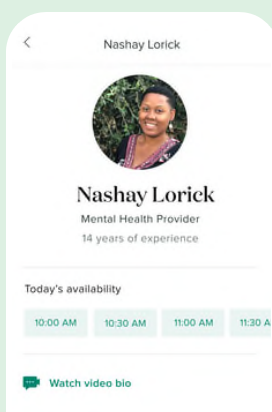 Nashay Lorick
Nashay Lorick
Mental Health Provider
14 years of experience
Today's availability
10:00 AM 10:30 AM 11:00 AM 11:30 A
Watch video bio